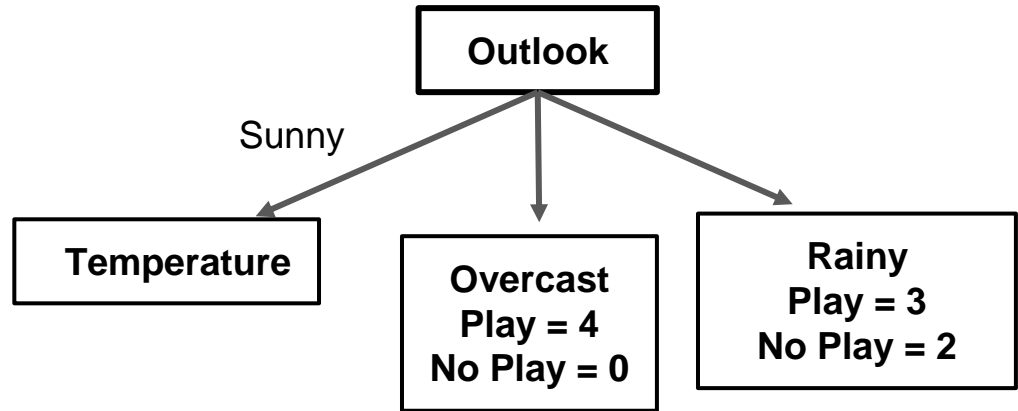 Outlook
Sunny
Temperature
Overcast
Play = 4
No Play = 0
Rainy
Play = 3
No Play = 2